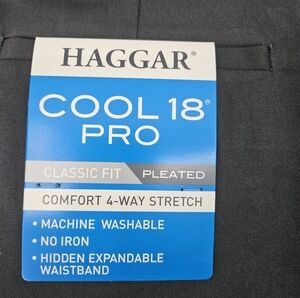 HAGGAR®
COOL 18®
PRO
CLASSIC FIT PLEATED
COMFORT 4-WAY STRETCH
• MACHINE WASHABLE
• NO IRON
• HIDDEN EXPANDABLE
WAISTBAND